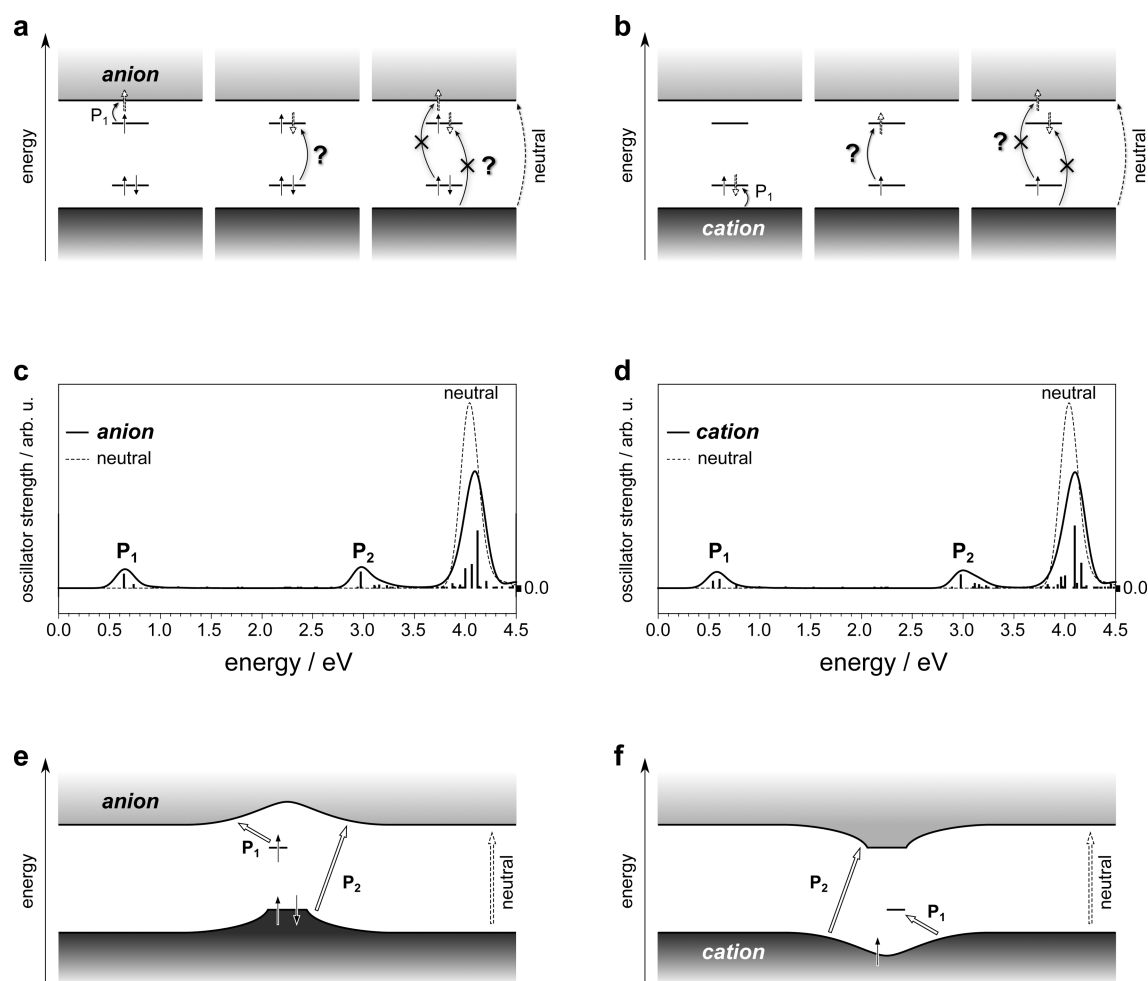 a
energy
anion
P1
?
?
neutral
b
energy
cation
P1
?
?
neutral
c
oscillator strength / arb. u.
anion
neutral
neutral
P1
P2
0.0
0.0 0.5 1.0 1.5 2.0 2.5 3.0 3.5 4.0 4.5
energy / eV
d
oscillator strength / arb. u.
cation
neutral
neutral
P1
P2
0.0
0.0 0.5 1.0 1.5 2.0 2.5 3.0 3.5 4.0 4.5
energy / eV
e
energy
anion
P1
P2
neutral
f
energy
cation
P2
P1
neutral